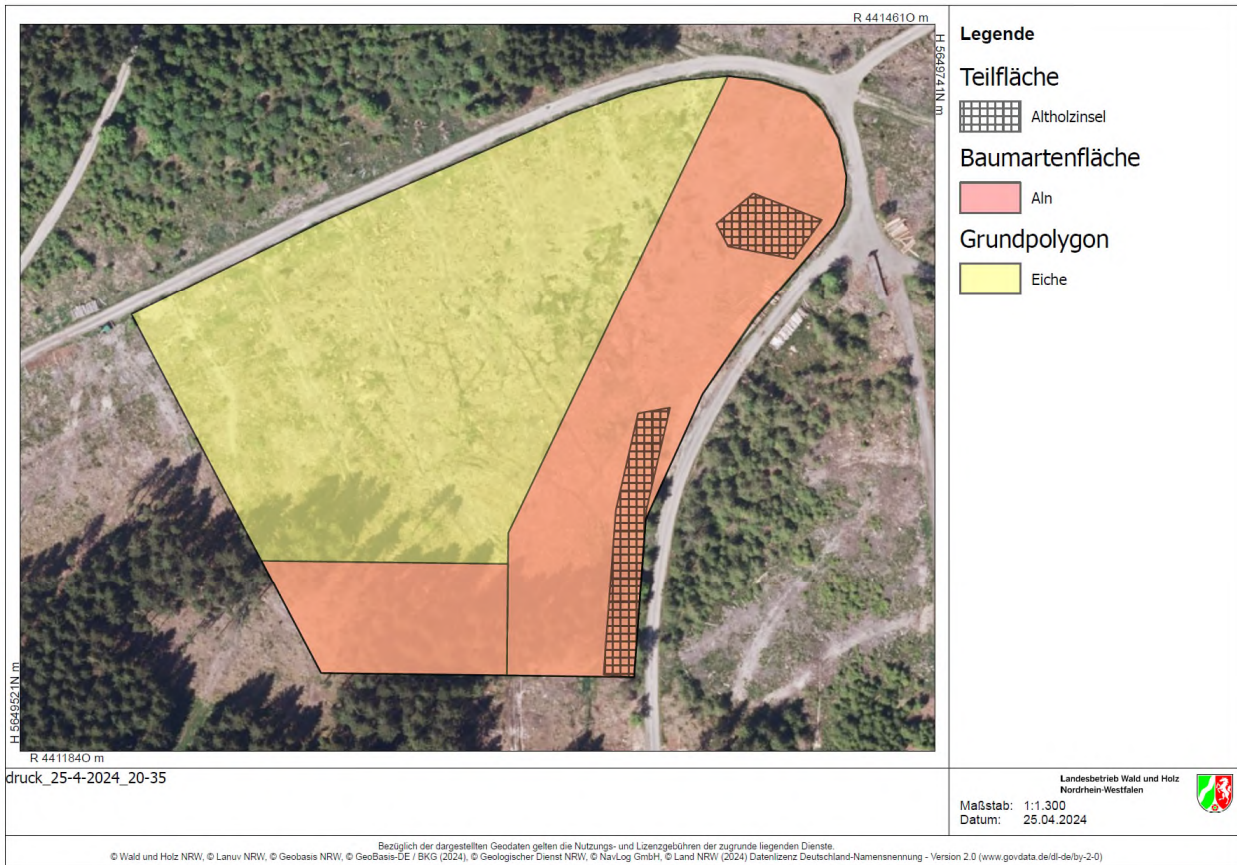 R 441461O m
H 5649741N m
Legende
Teilfläche
Altholzinsel
Baumartenfläche
Aln
Grundpolygon
Eiche
H 5649521N m
R 441184O m
druck_25-4-2024_20-35
Landesbetrieb Wald und Holz
Nordrhein-Westfalen
Maßstab: 1:1.300
Datum: 25.04.2024
Bezüglich der dargestellten Geodaten gelten die Nutzungs- und Lizenzgebühren der zugrunde liegenden Dienste.
© Wald und Holz NRW, © Lanuv NRW, © Geobasis NRW, © GeoBasis-DE / BKG (2024), © Geologischer Dienst NRW, © NavLog GmbH, © Land NRW (2024) Datenlizenz Deutschland-Namensnennung - Version 2.0 (www.govdata.de/dl-de/by-2-0)